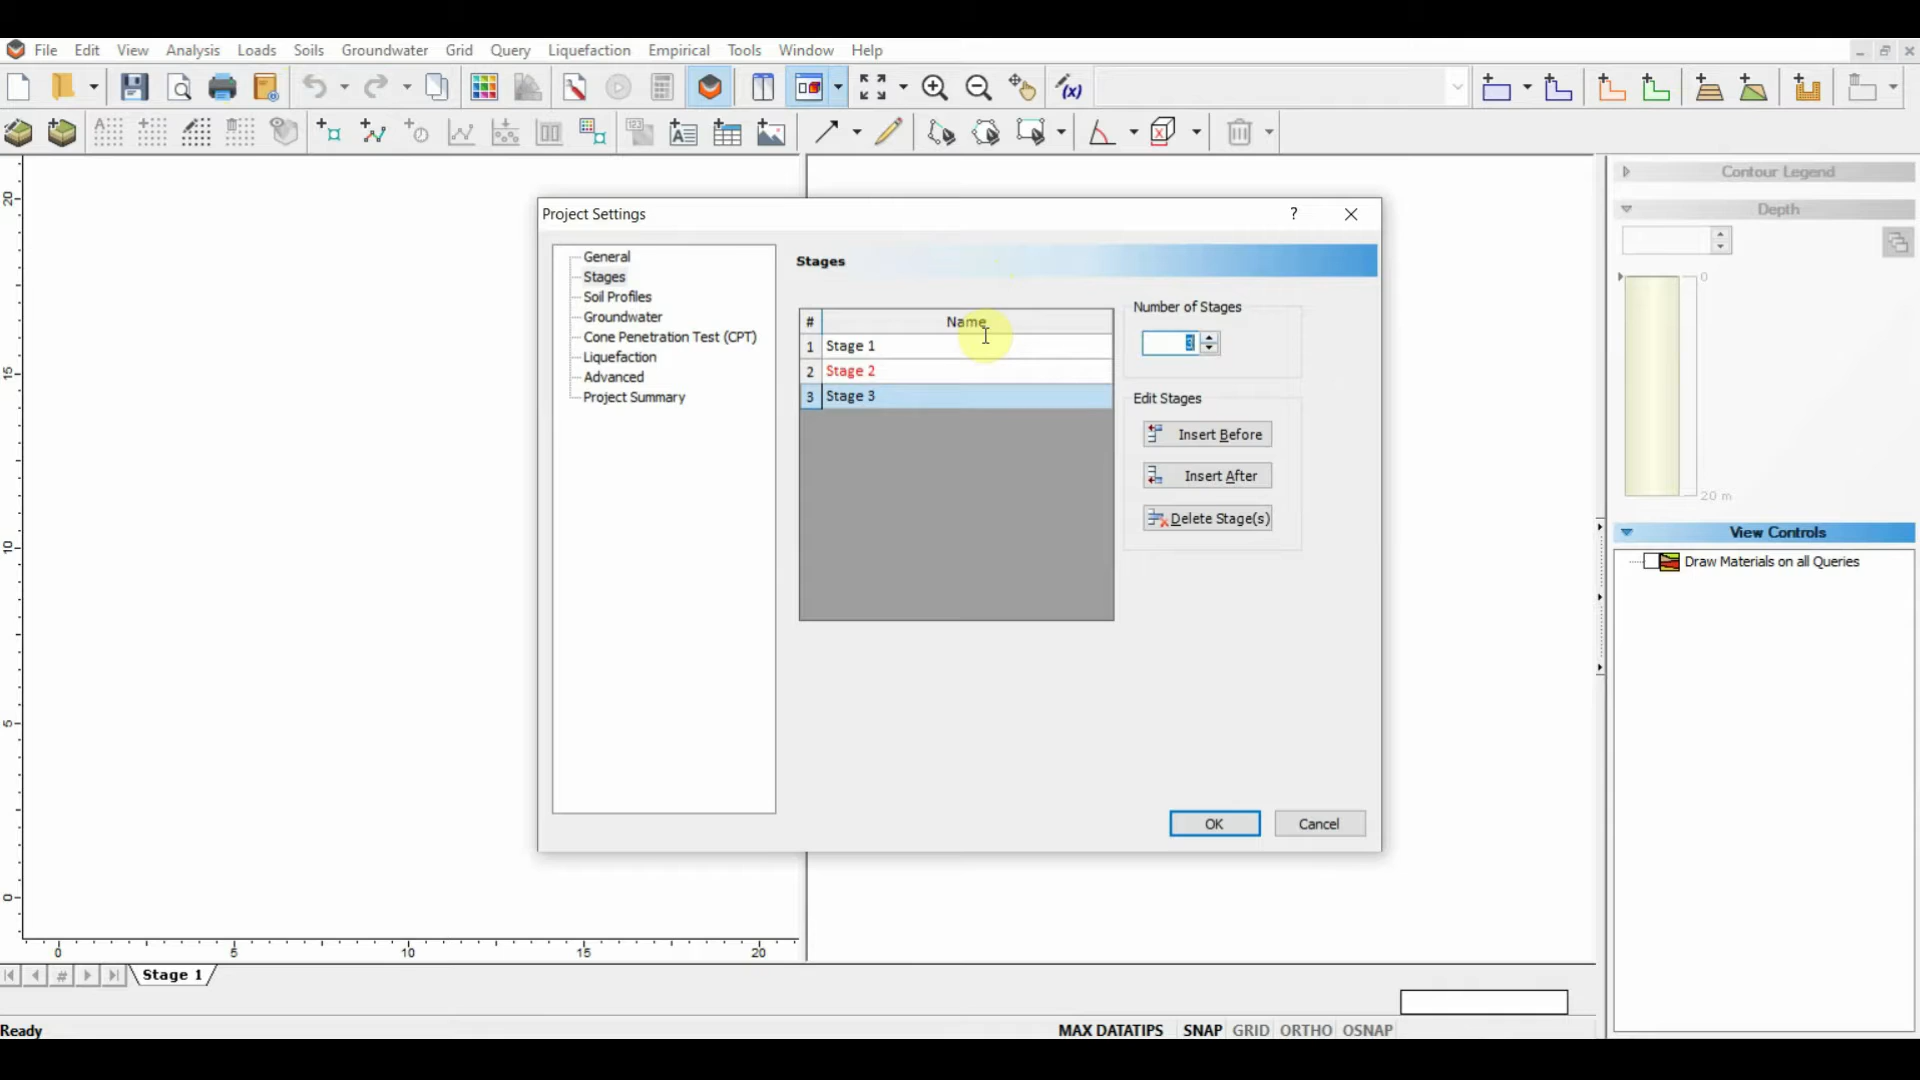 File Edit View Analysis Loads Soils Groundwater Grid Query Liquefaction Empirical Tools Window Help
(x)
Contour Legend
Depth
0
20 m
View Controls
Draw Materials on all Queries
Project Settings
?
General
Stages
Soil Profiles
Groundwater
Cone Penetration Test (CPT)
Liquefaction
Advanced
Project Summary
Stages
# Name
1 Stage 1
2 Stage 2
3 Stage 3
Number of Stages
3
Edit Stages
Insert Before
Insert After
Delete Stage(s)
OK Cancel
20
15
10
5
0
0 5 10 15 20
# Stage 1
Ready
MAX DATATIPS SNAP GRID ORTHO OSNAP